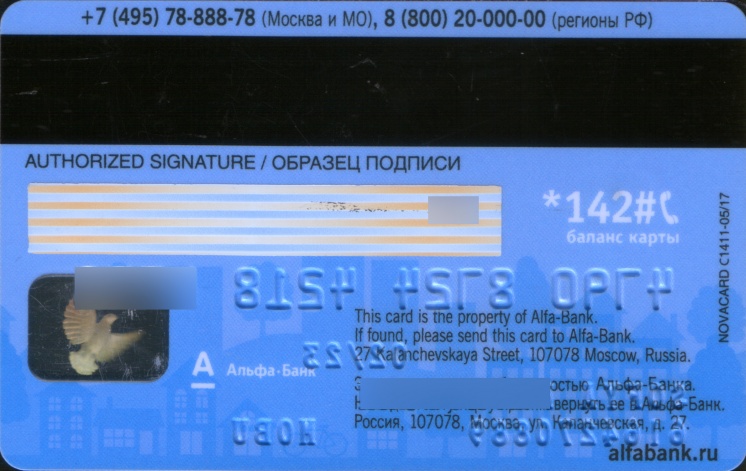 +7 (495) 78-888-78 (Москва и МО), 8 (800) 20-000-00 (регионы РФ)
AUTHORIZED SIGNATURE / ОБРАЗЕЦ ПОДПИСИ
*142#
баланс карты
NOVACARD C1411-05/17
This card is the property of Alfa-Bank.
If found, please send this card to Alfa-Bank.
27 Kalanchevskaya Street, 107078 Moscow, Russia.
А Альфа·Банк
Альфа-Банка.
вернуть ее в Альфа-Банк.
Россия, 107078, Москва, ул. Каланчевская, д. 27.
alfabank.ru